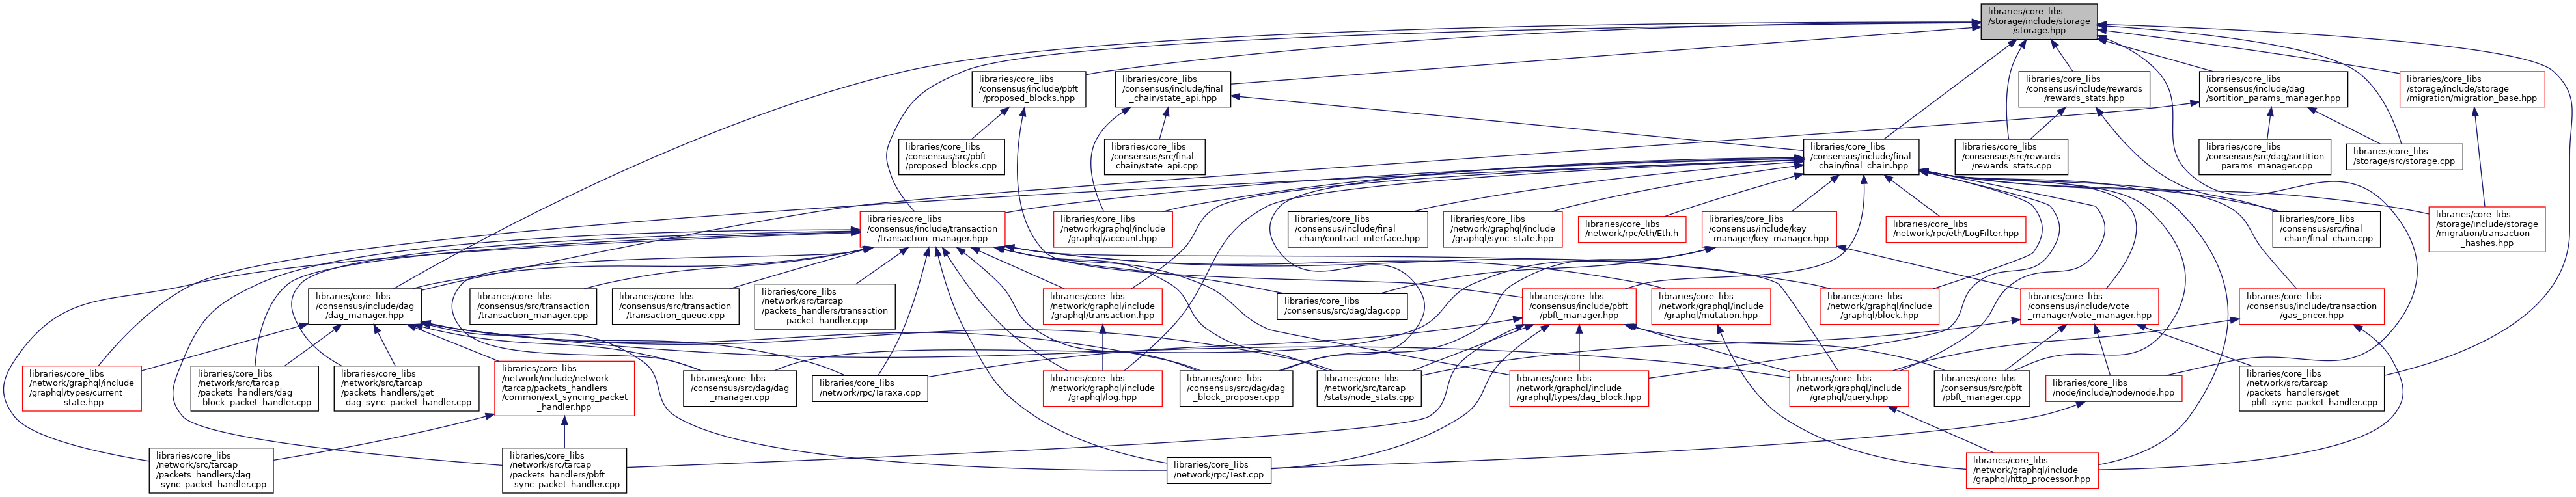 libraries/core_libs
/storage/include/storage
/storage.hpp
libraries/core_libs
/consensus/include/pbft
/proposed_blocks.hpp
libraries/core_libs
/consensus/include/final
_chain/state_api.hpp
libraries/core_libs
/consensus/include/rewards
/rewards_stats.hpp
libraries/core_libs
/consensus/include/dag
/sortition_params_manager.hpp
libraries/core_libs
/storage/include/storage
/migration/migration_base.hpp
libraries/core_libs
/consensus/src/pbft
/proposed_blocks.cpp
libraries/core_libs
/consensus/src/final
_chain/state_api.cpp
libraries/core_libs
/consensus/include/final
_chain/final_chain.hpp
libraries/core_libs
/consensus/src/rewards
/rewards_stats.cpp
libraries/core_libs
/consensus/src/dag/sortition
_params_manager.cpp
libraries/core_libs
/storage/src/storage.cpp
libraries/core_libs
/consensus/include/transaction
/transaction_manager.hpp
libraries/core_libs
/network/graphql/include
/graphql/account.hpp
libraries/core_libs
/consensus/include/final
_chain/contract_interface.hpp
libraries/core_libs
/network/graphql/include
/graphql/sync_state.hpp
libraries/core_libs
/network/rpc/eth/Eth.h
libraries/core_libs
/consensus/include/key
_manager/key_manager.hpp
libraries/core_libs
/network/rpc/eth/LogFilter.hpp
libraries/core_libs
/consensus/src/final
_chain/final_chain.cpp
libraries/core_libs
/storage/include/storage
/migration/transaction
_hashes.hpp
libraries/core_libs
/consensus/include/dag
/dag_manager.hpp
libraries/core_libs
/consensus/src/transaction
/transaction_manager.cpp
libraries/core_libs
/consensus/src/transaction
/transaction_queue.cpp
libraries/core_libs
/network/src/tarcap
/packets_handlers/transaction
_packet_handler.cpp
libraries/core_libs
/network/graphql/include
/graphql/transaction.hpp
libraries/core_libs
/consensus/src/dag/dag.cpp
libraries/core_libs
/consensus/include/pbft
/pbft_manager.hpp
libraries/core_libs
/network/graphql/include
/graphql/mutation.hpp
libraries/core_libs
/network/graphql/include
/graphql/block.hpp
libraries/core_libs
/consensus/include/vote
_manager/vote_manager.hpp
libraries/core_libs
/consensus/include/transaction
/gas_pricer.hpp
libraries/core_libs
/network/graphql/include
/graphql/types/current
_state.hpp
libraries/core_libs
/network/src/tarcap
/packets_handlers/dag
_block_packet_handler.cpp
libraries/core_libs
/network/src/tarcap
/packets_handlers/get
_dag_sync_packet_handler.cpp
libraries/core_libs
/network/include/network
/tarcap/packets_handlers
/common/ext_syncing_packet
_handler.hpp
libraries/core_libs
/consensus/src/dag/dag
_manager.cpp
libraries/core_libs
/network/rpc/Taraxa.cpp
libraries/core_libs
/network/graphql/include
/graphql/log.hpp
libraries/core_libs
/consensus/src/dag/dag
_block_proposer.cpp
libraries/core_libs
/network/src/tarcap
/stats/node_stats.cpp
libraries/core_libs
/network/graphql/include
/graphql/types/dag_block.hpp
libraries/core_libs
/network/graphql/include
/graphql/query.hpp
libraries/core_libs
/consensus/src/pbft
/pbft_manager.cpp
libraries/core_libs
/node/include/node/node.hpp
libraries/core_libs
/network/src/tarcap
/packets_handlers/get
_pbft_sync_packet_handler.cpp
libraries/core_libs
/network/src/tarcap
/packets_handlers/dag
_sync_packet_handler.cpp
libraries/core_libs
/network/src/tarcap
/packets_handlers/pbft
_sync_packet_handler.cpp
libraries/core_libs
/network/rpc/Test.cpp
libraries/core_libs
/network/graphql/include
/graphql/http_processor.hpp